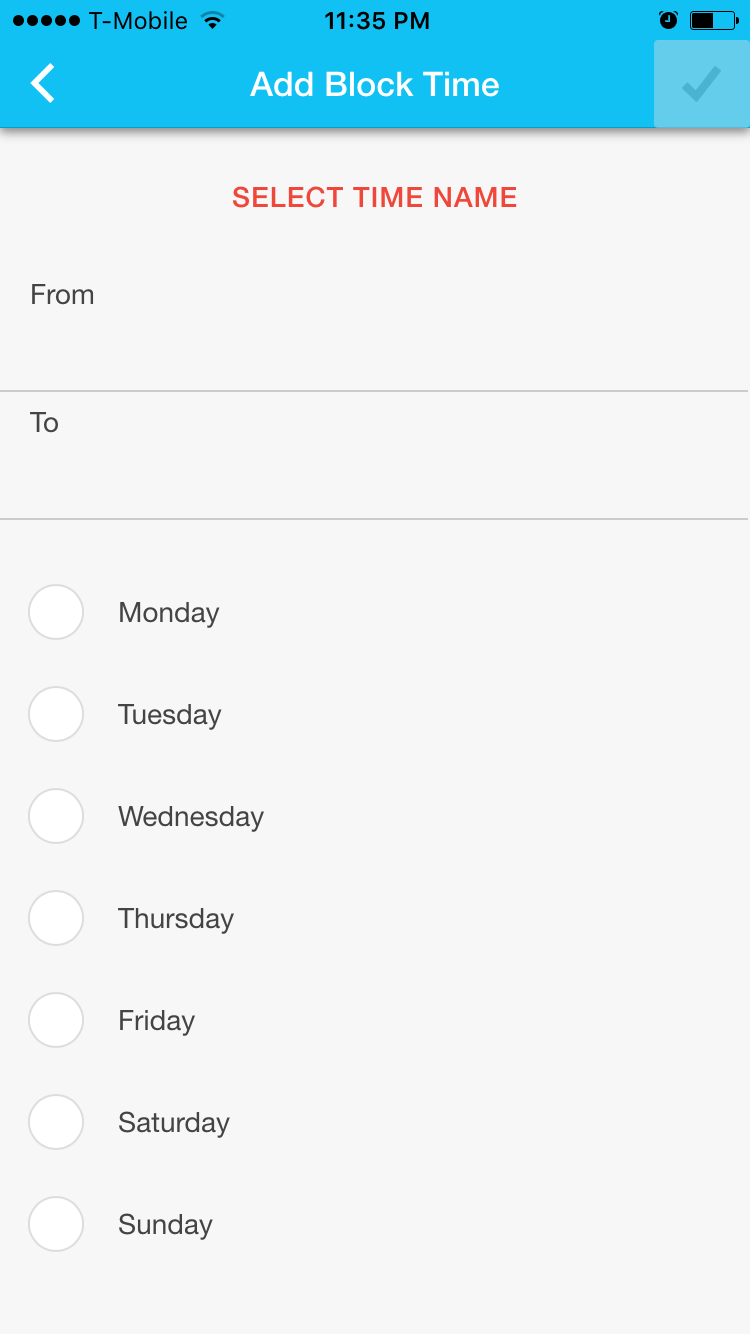 T-Mobile 11:35 PM
Add Block Time
SELECT TIME NAME
From
To
Monday
Tuesday
Wednesday
Thursday
Friday
Saturday
Sunday